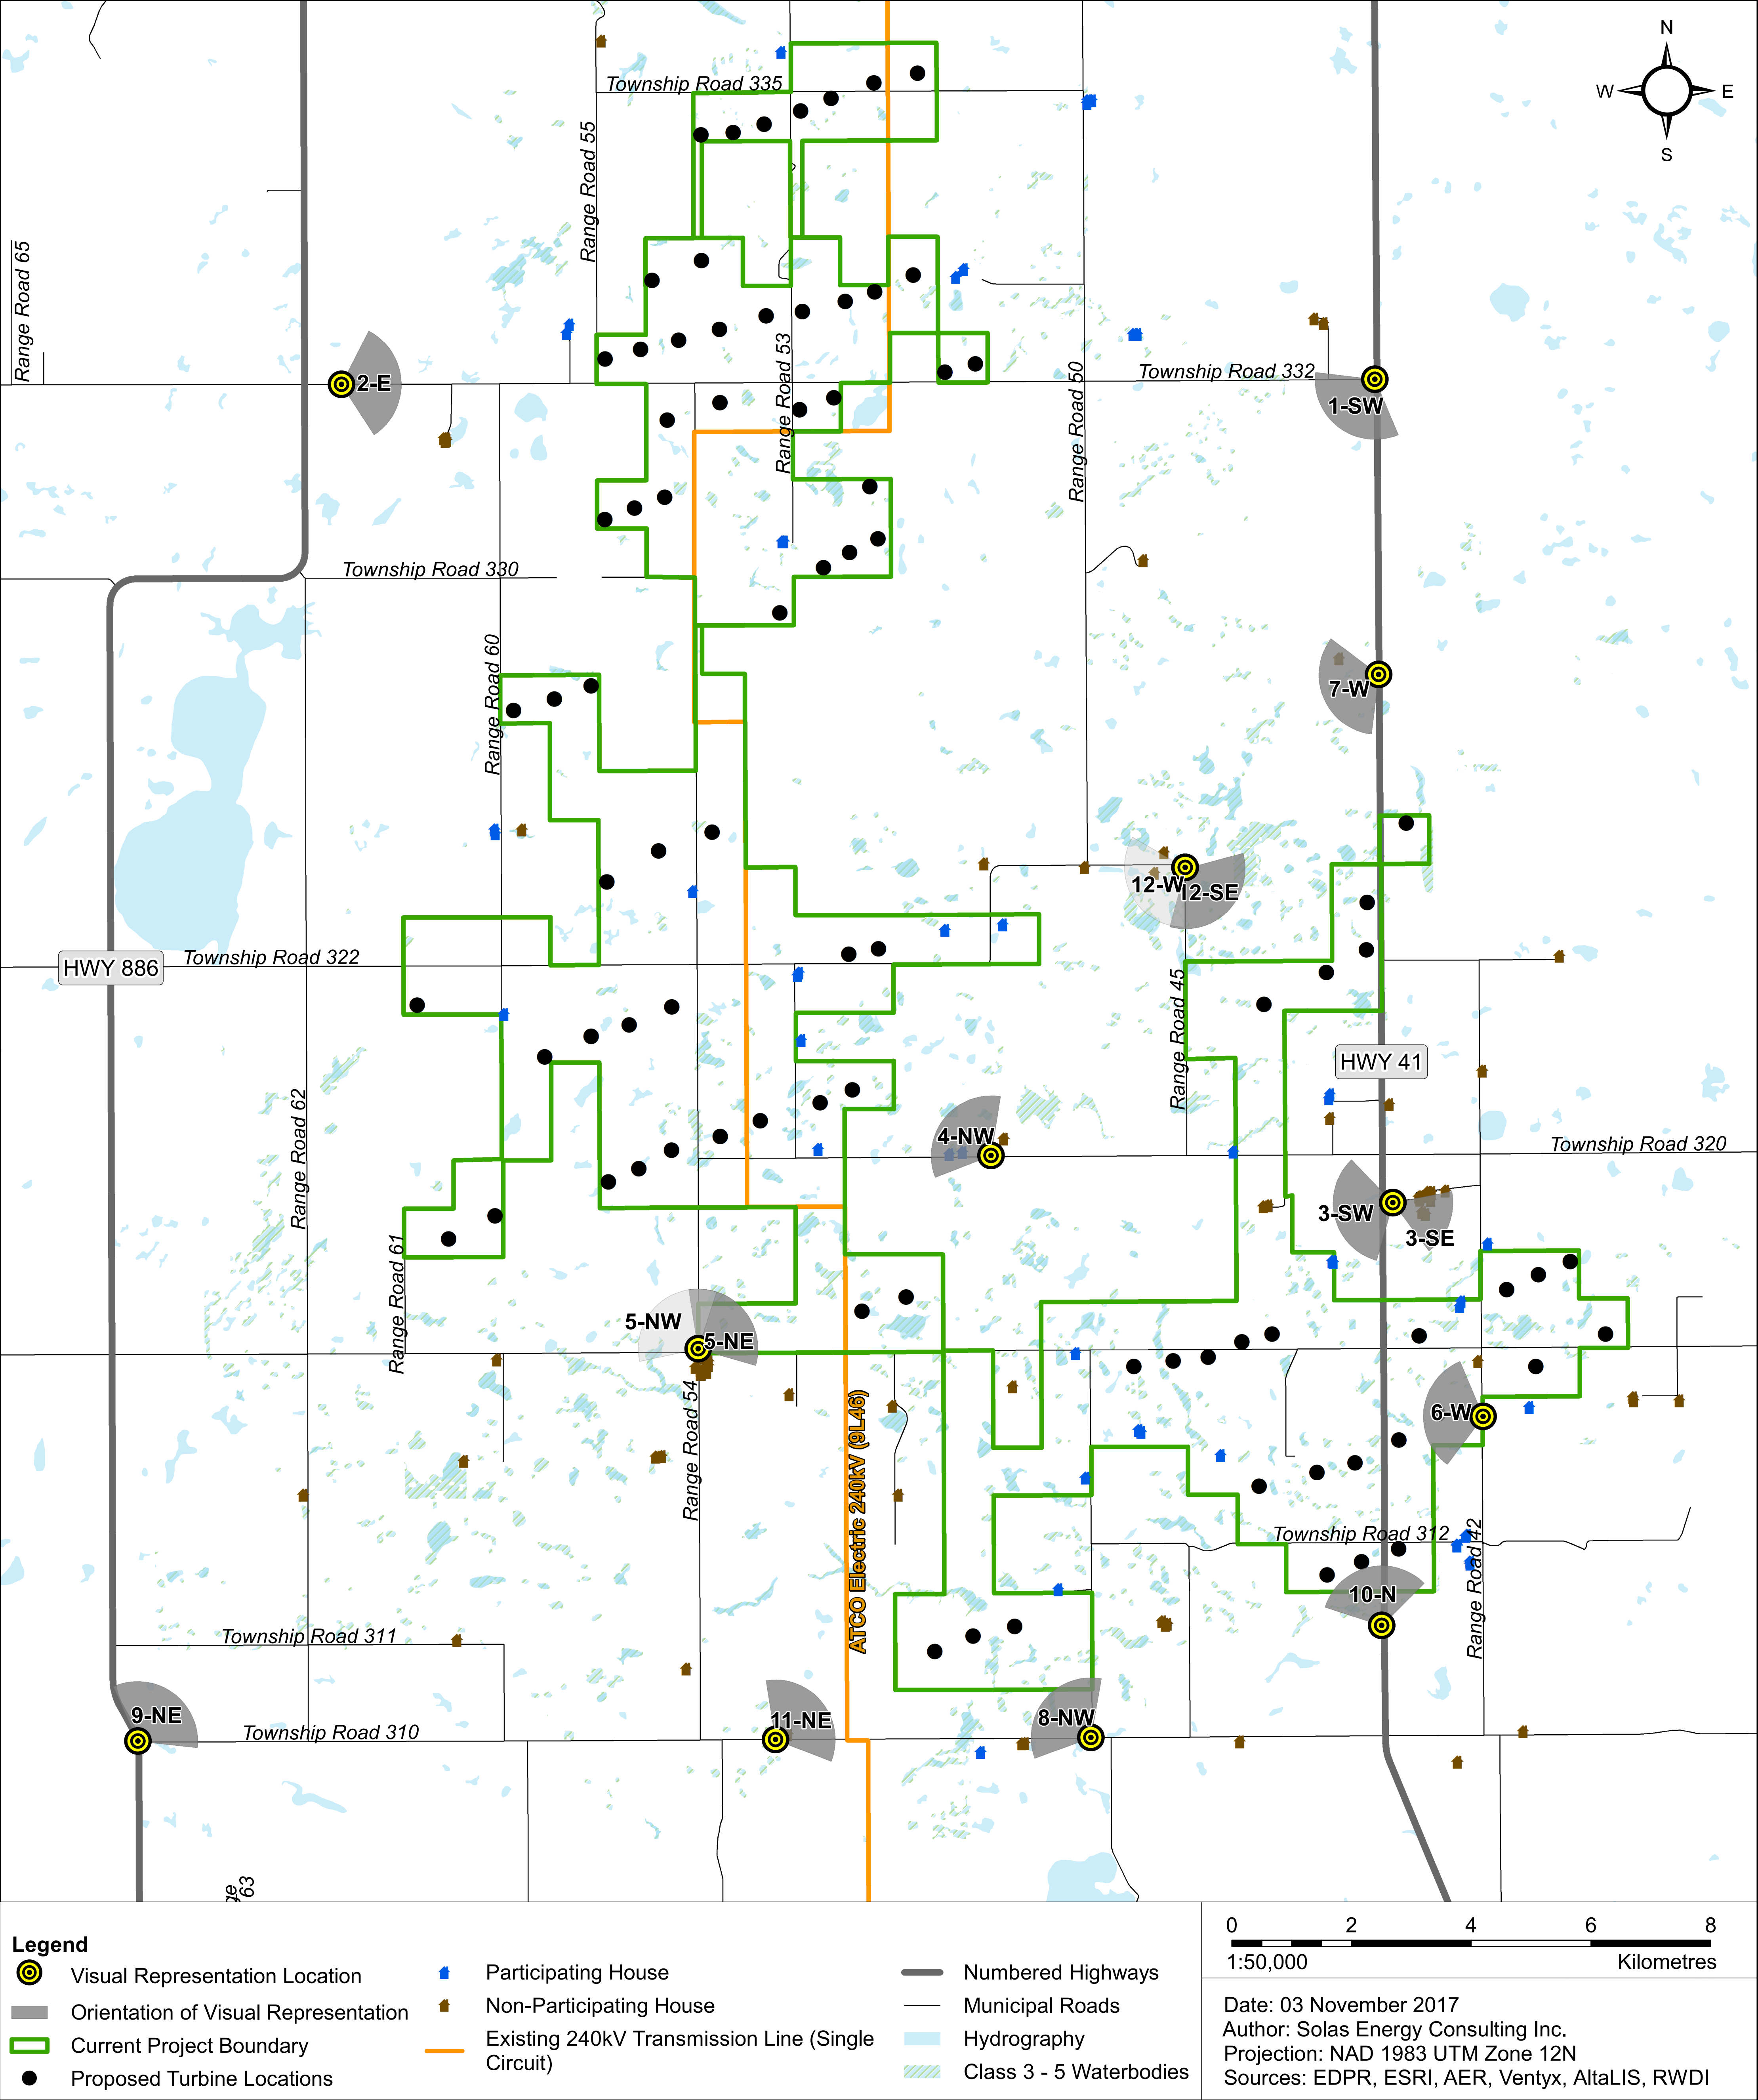 N
W E
S
Township Road 335
Range Road 55
Range Road 65
Range Road 53
Range Road 50
2-E
Township Road 332
1-SW
Township Road 330
Range Road 60
7-W
12-W
12-SE
HWY 886
Township Road 322
Range Road 45
HWY 41
Range Road 62
4-NW
Township Road 320
3-SW
3-SE
Range Road 61
5-NW
5-NE
Range Road 54
ATCO Electric 240kV (9L46)
6-W
Township Road 312
Range Road 42
10-N
Township Road 311
9-NE
Township Road 310
11-NE
8-NW
ge
63
Legend
Visual Representation Location
Orientation of Visual Representation
Current Project Boundary
Proposed Turbine Locations
Participating House
Non-Participating House
Existing 240kV Transmission Line (Single
Circuit)
Numbered Highways
Municipal Roads
Hydrography
Class 3 - 5 Waterbodies
0 2 4 6 8
1:50,000 Kilometres
Date: 03 November 2017
Author: Solas Energy Consulting Inc.
Projection: NAD 1983 UTM Zone 12N
Sources: EDPR, ESRI, AER, Ventyx, AltaLIS, RWDI